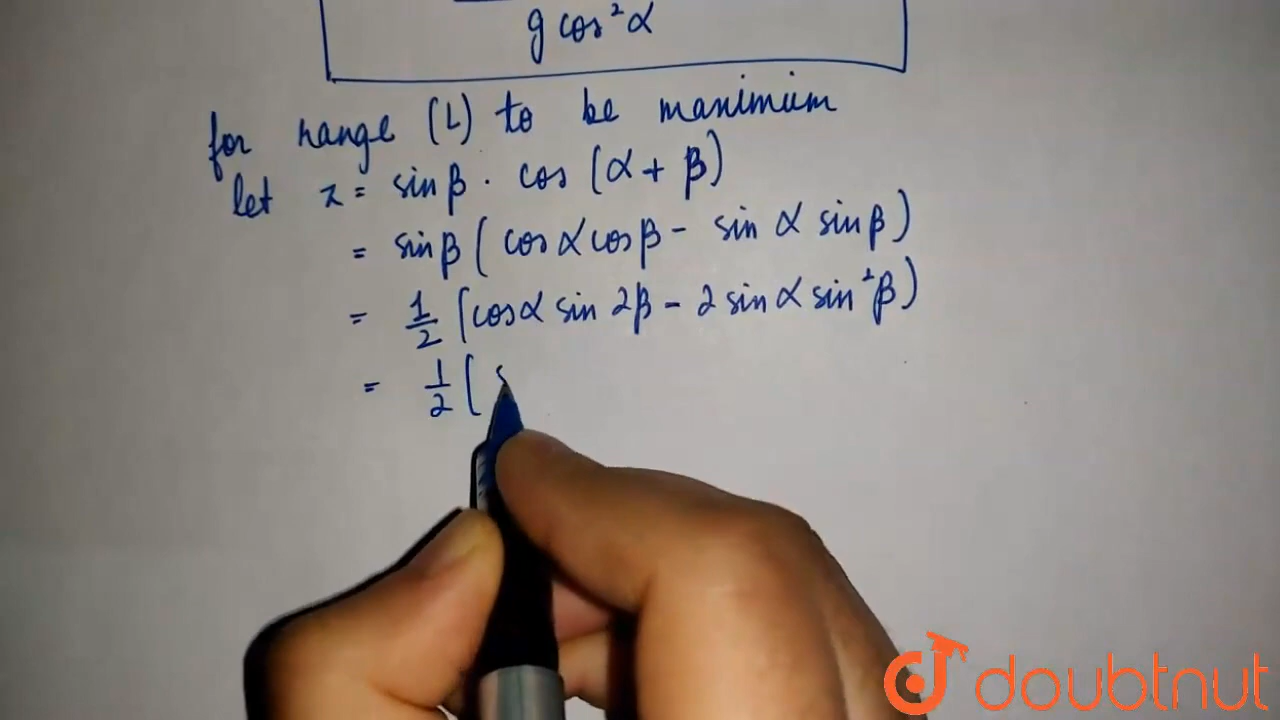 g cos²α
for range (L) to be maximum
let z = sinβ · cos (α + β)
= sinβ ( cosα cosβ - sin α sinβ )
= 1/2 (cosα sin 2β - 2 sinα sin²β )
= 1/2 ( s
doubtnut